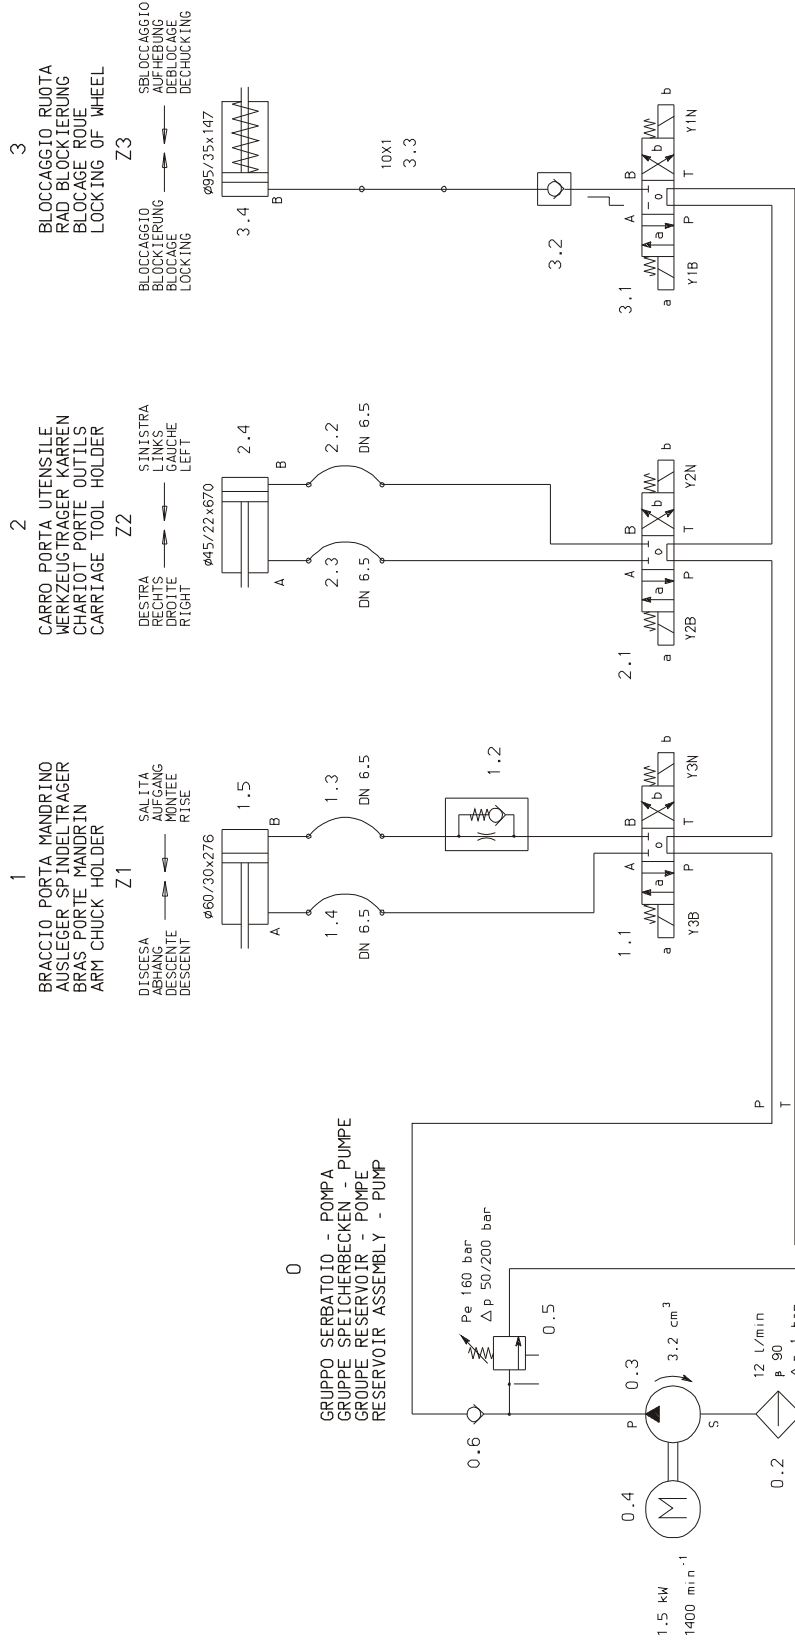 0
GRUPPO SERBATOIO - POMPA
GRUPPE SPEICHERBECKEN - PUMPE
GROUPE RESERVOIR - POMPE
RESERVOIR ASSEMBLY - PUMP
0.6
Pe 160 bar
Δp 50/200 bar
0.5
0.4
M
1.5 kW
1400 min⁻¹
P
0.3
3.2 cm³
S
0.2
12 l/min
β 90
P
T
1
BRACCIO PORTA MANDRINO
AUSLEGER SPINDELTRAGER
BRAS PORTE MANDRIN
ARM CHUCK HOLDER
Z1
DISCESA
ABHANG
DESCENTE
DESCENT
SALITA
AUFGANG
MONTEE
RISE
ø60/30x276
1.5
A
B
1.4
DN 6.5
1.3
DN 6.5
1.2
1.1
A
B
a
a
o
b
b
Y3B
P
T
Y3N
2
CARRO PORTA UTENSILE
WERKZEUGTRAGER KARREN
CHARIOT PORTE OUTILS
CARRIAGE TOOL HOLDER
Z2
DESTRA
RECHTS
DROITE
RIGHT
SINISTRA
LINKS
GAUCHE
LEFT
ø45/22x670
2.4
A
B
2.3
DN 6.5
2.2
DN 6.5
2.1
A
B
a
a
o
b
b
Y2B
P
T
Y2N
3
BLOCCAGGIO RUOTA
RAD BLOCKIERUNG
BLOCAGE ROUE
LOCKING OF WHEEL
Z3
BLOCCAGGIO
BLOCKIERUNG
BLOCAGE
LOCKING
SBLOCCAGGIO
AUFHEBUNG
DEBLOCAGE
DECHUCKING
ø95/35x147
3.4
B
10X1
3.3
3.2
3.1
A
B
a
a
o
b
b
Y1B
P
T
Y1N